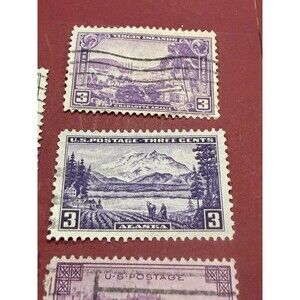 VIRGIN ISLANDS
3 3
CHARLOTTE AMALIE
U.S. POSTAGE THREE CENTS
3 3
ALASKA
U.S. POSTAGE